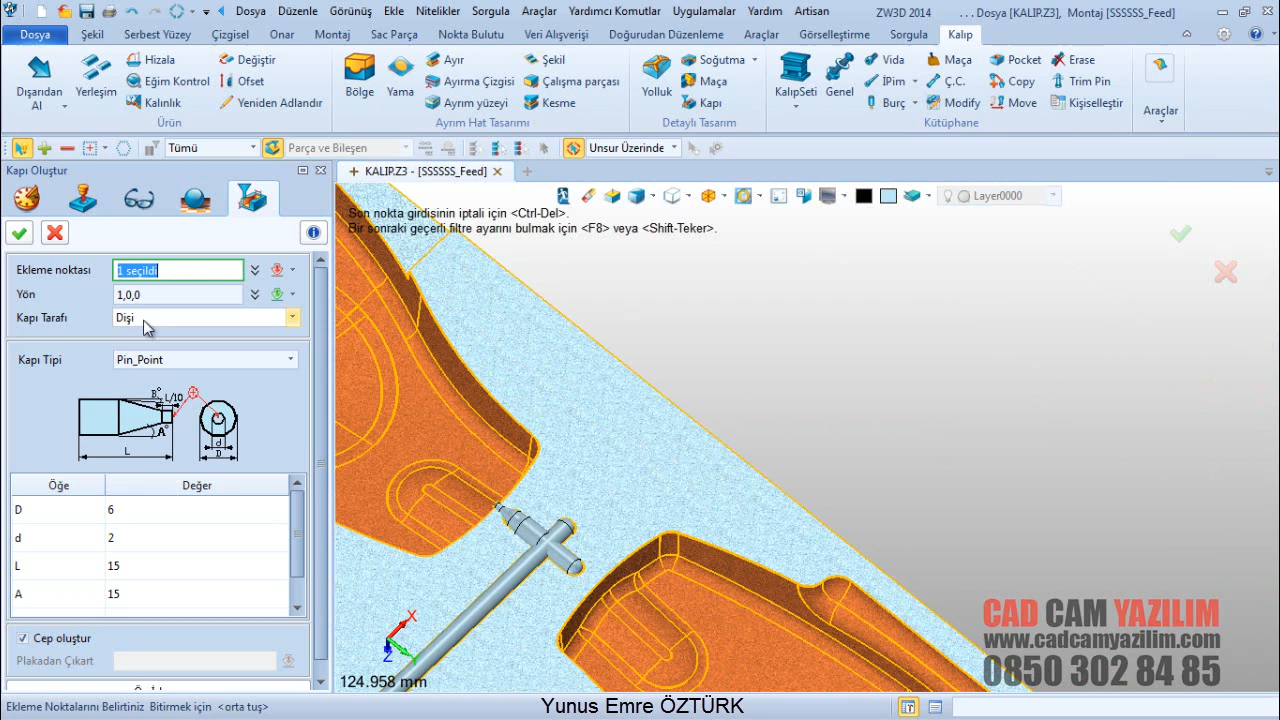 Dosya Düzenle Görünüş Ekle Nitelikler Sorgula Araçlar Yardımcı Komutlar Uygulamalar Yardım Artisan ZW3D 2014 ... Dosya [KALIP.Z3], Montaj [SSSSSS_Feed]
Dosya Şekil Serbest Yüzey Çizgisel Onar Montaj Sac Parça Nokta Bulutu Veri Alışverişi Doğurudan Düzenleme Araçlar Görselleştirme Sorgula Kalıp
Dışarıdan Al
Yerleşim
Hizala
Eğim Kontrol
Kalınlık
Değiştir
Ofset
Yeniden Adlandır
Ürün
Bölge
Yama
Ayır
Ayırma Çizgisi
Ayrım yüzeyi
Şekil
Çalışma parçası
Kesme
Ayrım Hat Tasarımı
Yolluk
Soğutma
Maça
Kapı
Detaylı Tasarım
KalıpSeti
Genel
Vida
İPim
Burç
Maça
Ç.C.
Modify
Pocket
Copy
Move
Erase
Trim Pin
Kişiselleştir
Kütüphane
Araçlar
Tümü
Parça ve Bileşen
Unsur Üzerinde
Kapı Oluştur
KALIP.Z3 - [SSSSSS_Feed]
Layer0000
Son nokta girdisinin iptali için <Ctrl-Del>.
Bir sonraki geçerli filtre ayarını bulmak için <F8> veya <Shift-Teker>.
Ekleme noktası 1 seçildi
Yön 1,0,0
Kapı Tarafı Dişi
Kapı Tipi Pin_Point
B° L/10
A°
L
d
D
Öğe Değer
D 6
d 2
L 15
A 15
Cep oluştur
Plakadan Çıkart
X
Z
124.958 mm
CAD CAM YAZILIM
www.cadcamyazilim.com
0850 302 84 85
Ekleme Noktalarını Belirtiniz Bitirmek için <orta tuş>
Yunus Emre ÖZTÜRK